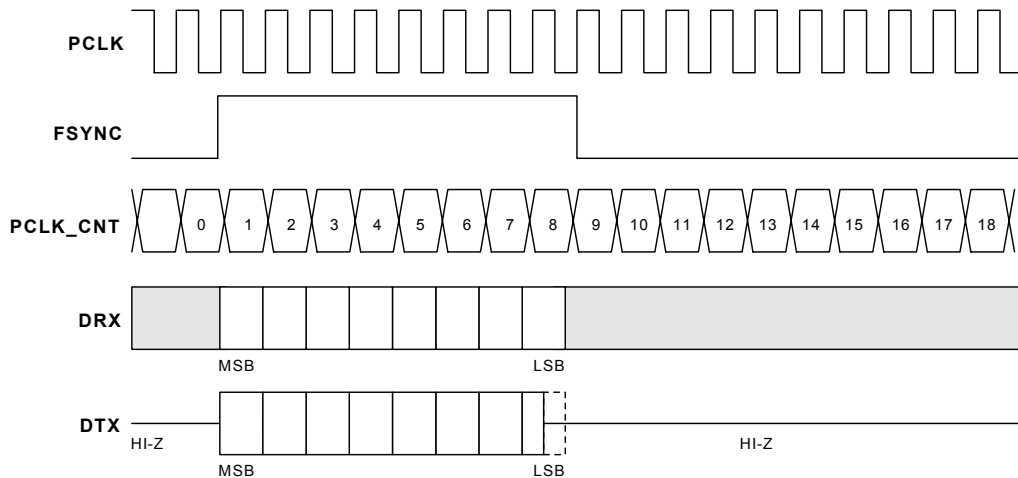 PCLK
FSYNC
PCLK_CNT 0 1 2 3 4 5 6 7 8 9 10 11 12 13 14 15 16 17 18
DRX
MSB LSB
DTX
HI-Z HI-Z
MSB LSB